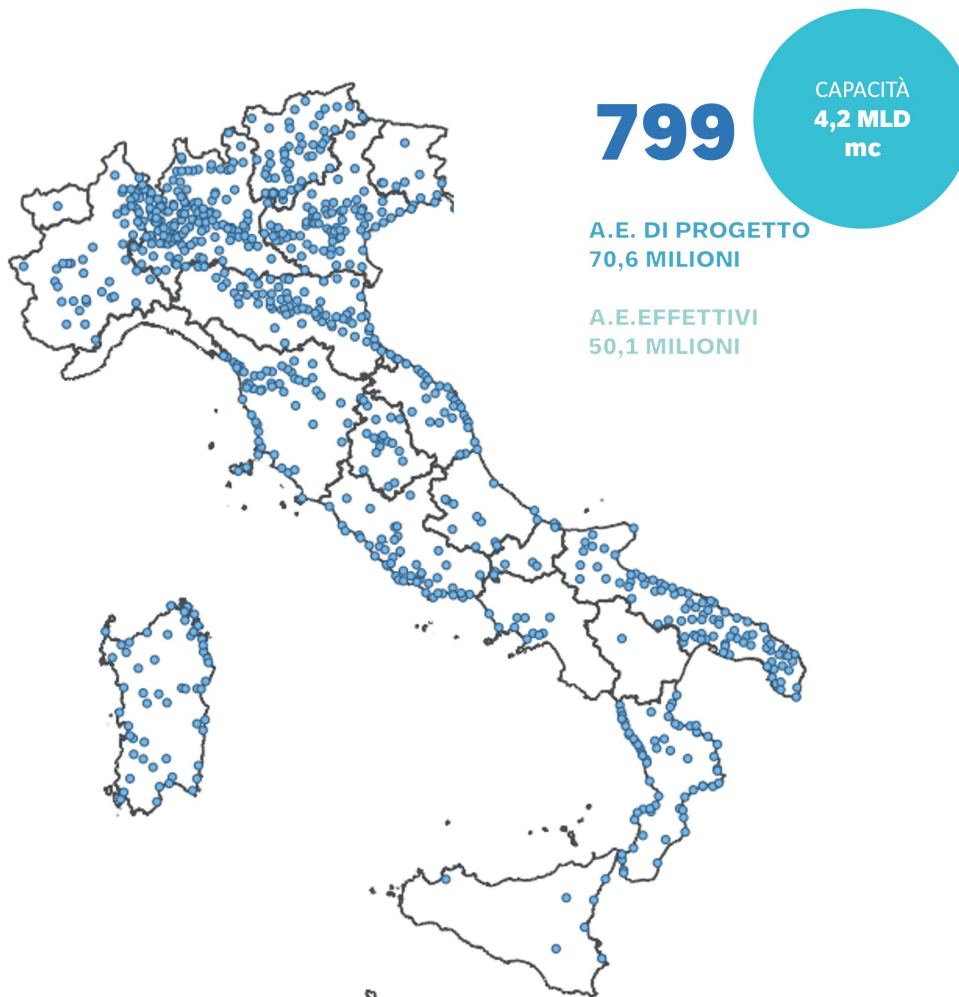 799
CAPACITÀ
4,2 MLD
mc
A.E. DI PROGETTO
70,6 MILIONI
A.E.EFFETTIVI
50,1 MILIONI